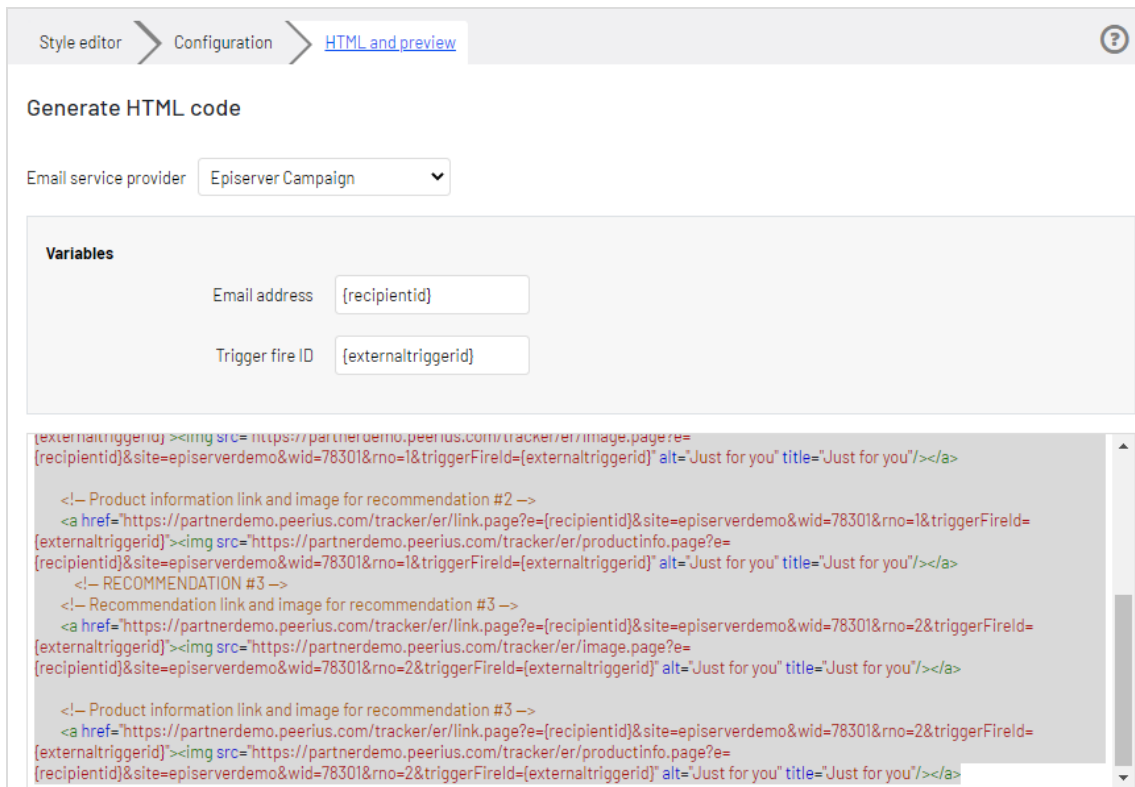 Style editor
Configuration
HTML and preview
Generate HTML code
Email service provider
Episerver Campaign
Variables
Email address
{recipientid}
Trigger fire ID
{externaltriggerid}
{externaltriggerid}"><img src="https://partnerdemo.peerius.com/tracker/er/image.page?e=
{recipientid}&site=episerverdemo&wid=78301&rno=1&triggerFireId={externaltriggerid}" alt="Just for you" title="Just for you"/></a>
<!-- Product information link and image for recommendation #2 -->
<a href="https://partnerdemo.peerius.com/tracker/er/link.page?e={recipientid}&site=episerverdemo&wid=78301&rno=1&triggerFireId=
{externaltriggerid}"><img src="https://partnerdemo.peerius.com/tracker/er/productinfo.page?e=
{recipientid}&site=episerverdemo&wid=78301&rno=1&triggerFireId={externaltriggerid}" alt="Just for you" title="Just for you"/></a>
<!-- RECOMMENDATION #3 -->
<!-- Recommendation link and image for recommendation #3 -->
<a href="https://partnerdemo.peerius.com/tracker/er/link.page?e={recipientid}&site=episerverdemo&wid=78301&rno=2&triggerFireId=
{externaltriggerid}"><img src="https://partnerdemo.peerius.com/tracker/er/image.page?e=
{recipientid}&site=episerverdemo&wid=78301&rno=2&triggerFireId={externaltriggerid}" alt="Just for you" title="Just for you"/></a>
<!-- Product information link and image for recommendation #3 -->
<a href="https://partnerdemo.peerius.com/tracker/er/link.page?e={recipientid}&site=episerverdemo&wid=78301&rno=2&triggerFireId=
{externaltriggerid}"><img src="https://partnerdemo.peerius.com/tracker/er/productinfo.page?e=
{recipientid}&site=episerverdemo&wid=78301&rno=2&triggerFireId={externaltriggerid}" alt="Just for you" title="Just for you"/></a>